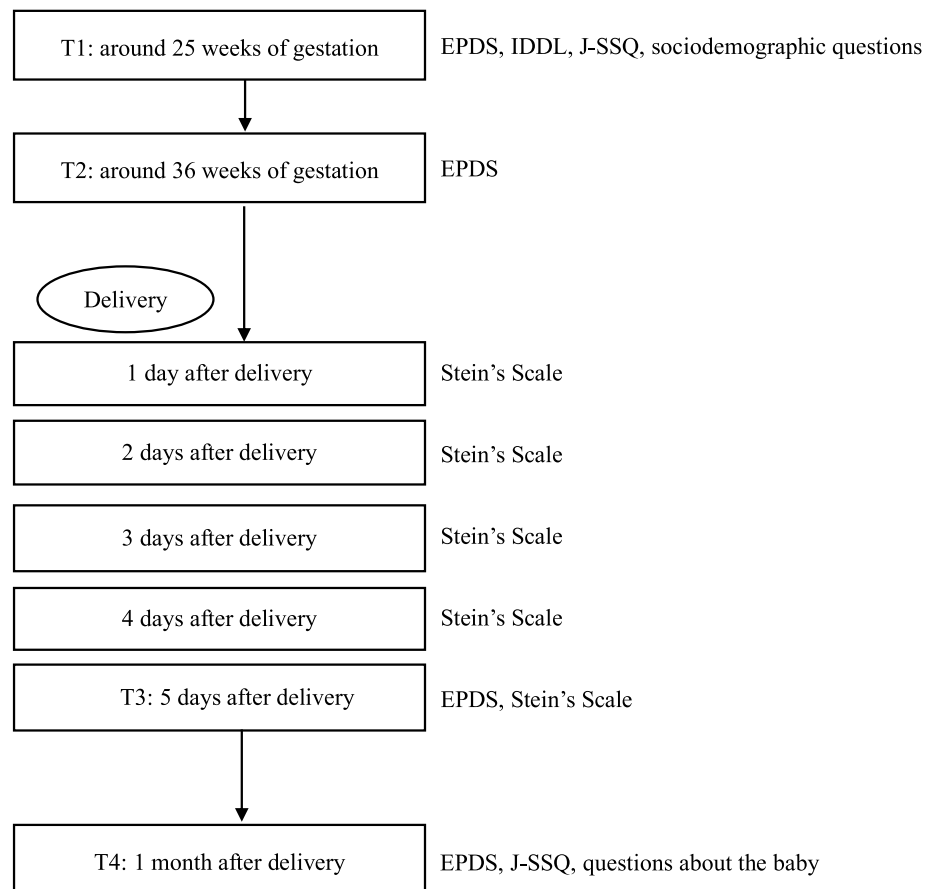 T1: around 25 weeks of gestation
EPDS, IDDL, J-SSQ, sociodemographic questions
T2: around 36 weeks of gestation
EPDS
Delivery
1 day after delivery
Stein’s Scale
2 days after delivery
Stein’s Scale
3 days after delivery
Stein’s Scale
4 days after delivery
Stein’s Scale
T3: 5 days after delivery
EPDS, Stein’s Scale
T4: 1 month after delivery
EPDS, J-SSQ, questions about the baby